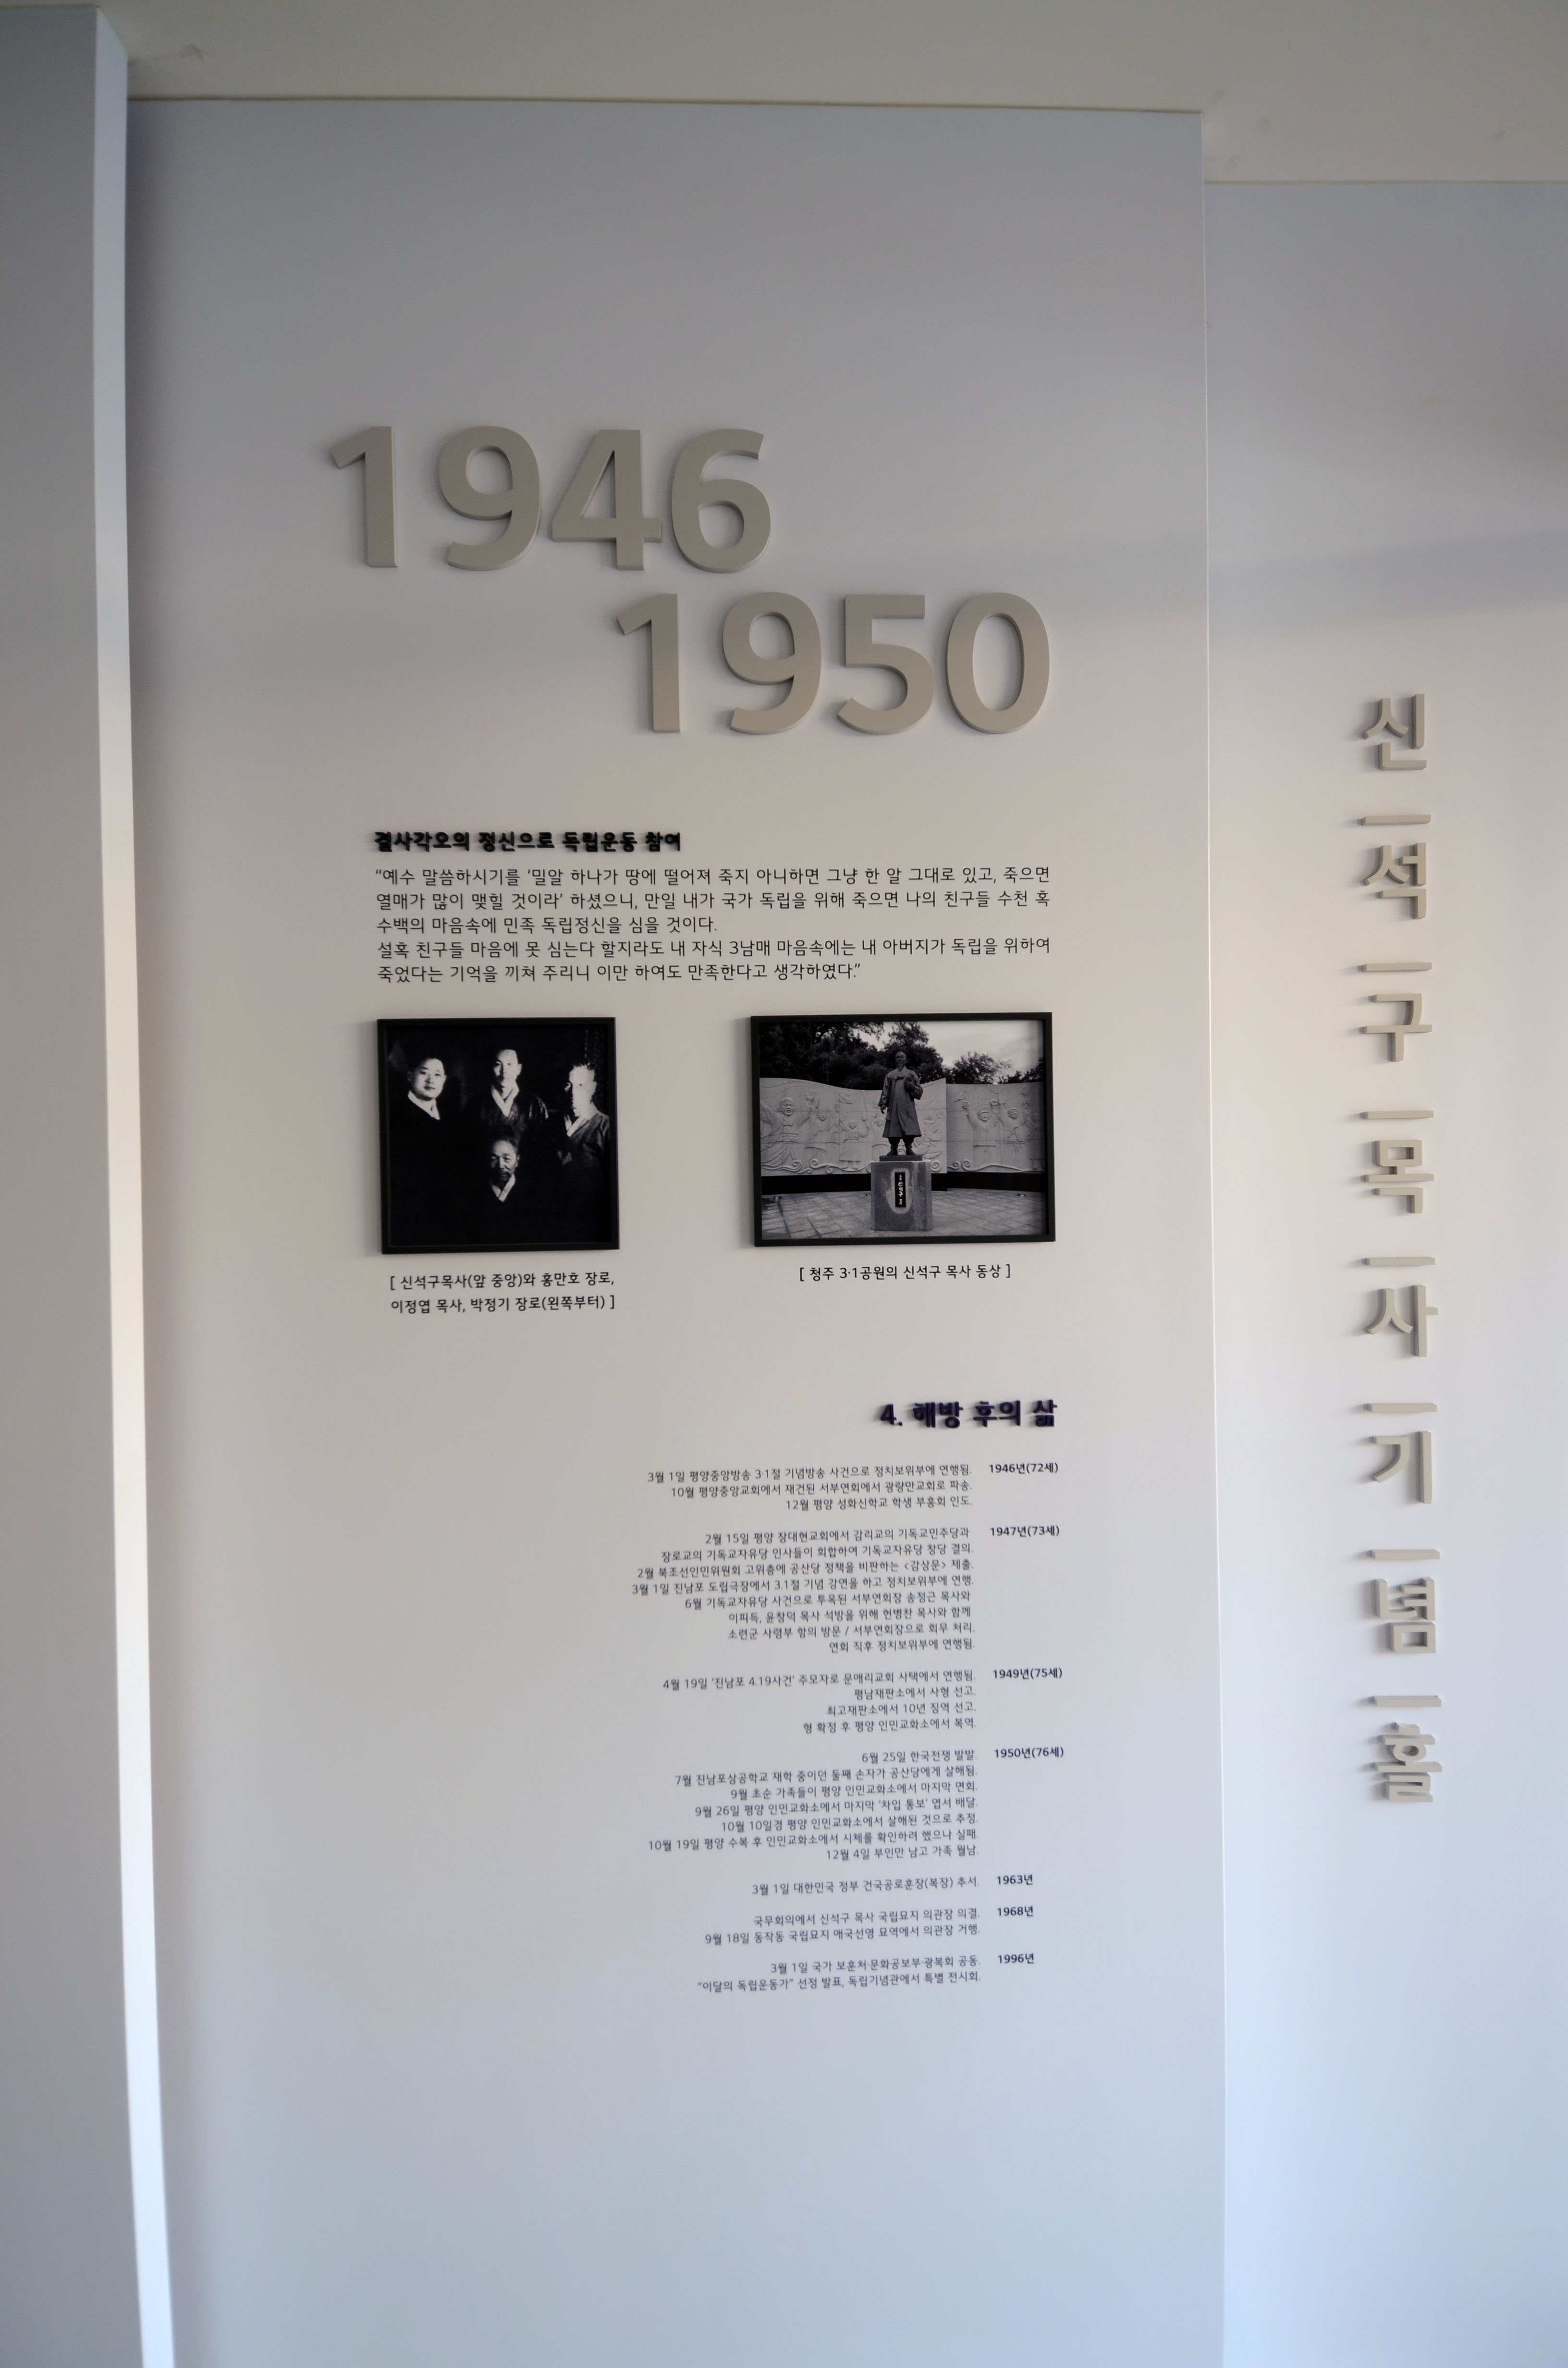 1946
1950
결사각오의 정신으로 독립운동 참여
“예수 말씀하시기를 ‘밀알 하나가 땅에 떨어져 죽지 아니하면 그냥 한 알 그대로 있고, 죽으면
열매가 많이 맺힐 것이라’ 하셨으니, 만일 내가 국가 독립을 위해 죽으면 나의 친구들 수천 혹
수백의 마음속에 민족 독립정신을 심을 것이다.
설혹 친구들 마음에 못 심는다 할지라도 내 자식 3남매 마음속에는 내 아버지가 독립을 위하여
죽었다는 기억을 끼쳐 주리니 이만 하여도 만족한다고 생각하였다.”
[ 신석구목사(앞 중앙)와 홍만호 장로,
이정엽 목사, 박정기 장로(왼쪽부터) ]
[ 청주 3·1공원의 신석구 목사 동상 ]
4. 해방 후의 삶
3월 1일 평양중앙방송 3·1절 기념방송 사건으로 정치보위부에 연행됨. 1946년(72세)
10월 평양중앙교회에서 재건된 서부연회에서 광량만교회로 파송.
12월 평양 성화신학교 학생 부흥회 인도.
2월 15일 평양 장대현교회에서 감리교의 기독교민주당과 1947년(73세)
장로교의 기독교자유당 인사들이 회합하여 기독교자유당 창당 결의.
2월 북조선인민위원회 고위층에 공산당 정책을 비판하는 <감상문> 제출.
3월 1일 진남포 도립극장에서 3.1절 기념 강연을 하고 정치보위부에 연행.
6월 기독교자유당 사건으로 투옥된 서부연회장 송정근 목사와
이피득, 윤창덕 목사 석방을 위해 헌병찬 목사와 함께
소련군 사령부 항의 방문 / 서부연회장으로 회무 처리.
연회 직후 정치보위부에 연행됨.
4월 19일 ‘진남포 4.19사건’ 주모자로 문애리교회 사택에서 연행됨. 1949년(75세)
평남재판소에서 사형 선고.
최고재판소에서 10년 징역 선고.
형 확정 후 평양 인민교화소에서 복역.
6월 25일 한국전쟁 발발. 1950년(76세)
7월 진남포상공학교 재학 중이던 둘째 손자가 공산당에게 살해됨.
9월 초순 가족들이 평양 인민교화소에서 마지막 면회.
9월 26일 평양 인민교화소에서 마지막 ‘차입 통보’ 엽서 배달.
10월 10일경 평양 인민교화소에서 살해된 것으로 추정.
10월 19일 평양 수복 후 인민교화소에서 시체를 확인하려 했으나 실패.
12월 4일 부인만 남고 가족 월남.
3월 1일 대한민국 정부 건국공로훈장(복장) 추서. 1963년
국무회의에서 신석구 목사 국립묘지 의관장 의결. 1968년
9월 18일 동작동 국립묘지 애국선영 묘역에서 의관장 거행.
3월 1일 국가 보훈처·문화공보부·광복회 공동. 1996년
“이달의 독립운동가” 선정 발표, 독립기념관에서 특별 전시회.
신
석
구
목
사
기
념
홀